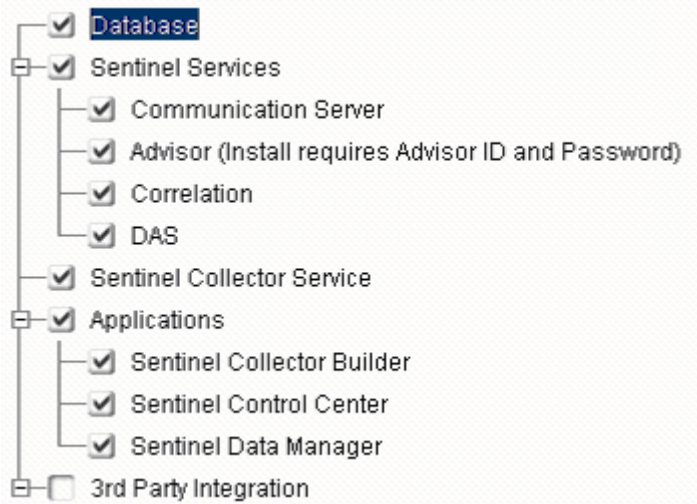 Database
Sentinel Services
Communication Server
Advisor (Install requires Advisor ID and Password)
Correlation
DAS
Sentinel Collector Service
Applications
Sentinel Collector Builder
Sentinel Control Center
Sentinel Data Manager
3rd Party Integration